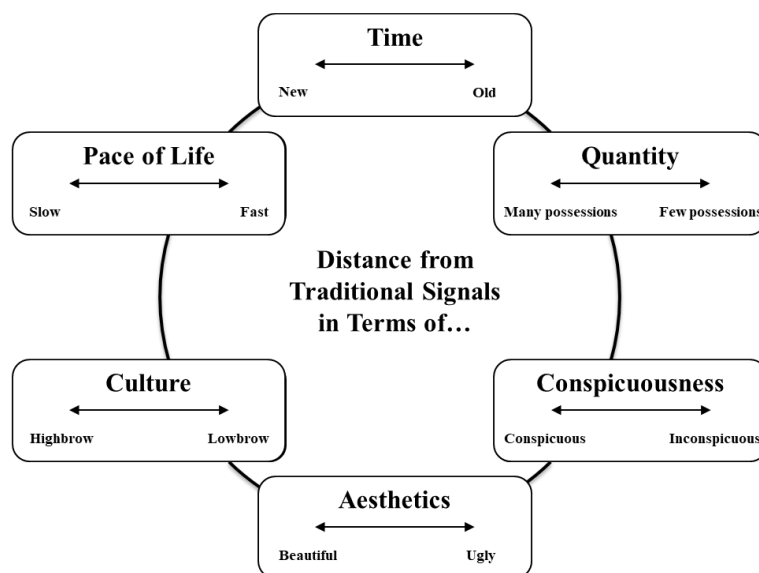 Time
New Old
Pace of Life
Slow Fast
Quantity
Many possessions Few possessions
Distance from
Traditional Signals
in Terms of…
Culture
Highbrow Lowbrow
Conspicuousness
Conspicuous Inconspicuous
Aesthetics
Beautiful Ugly